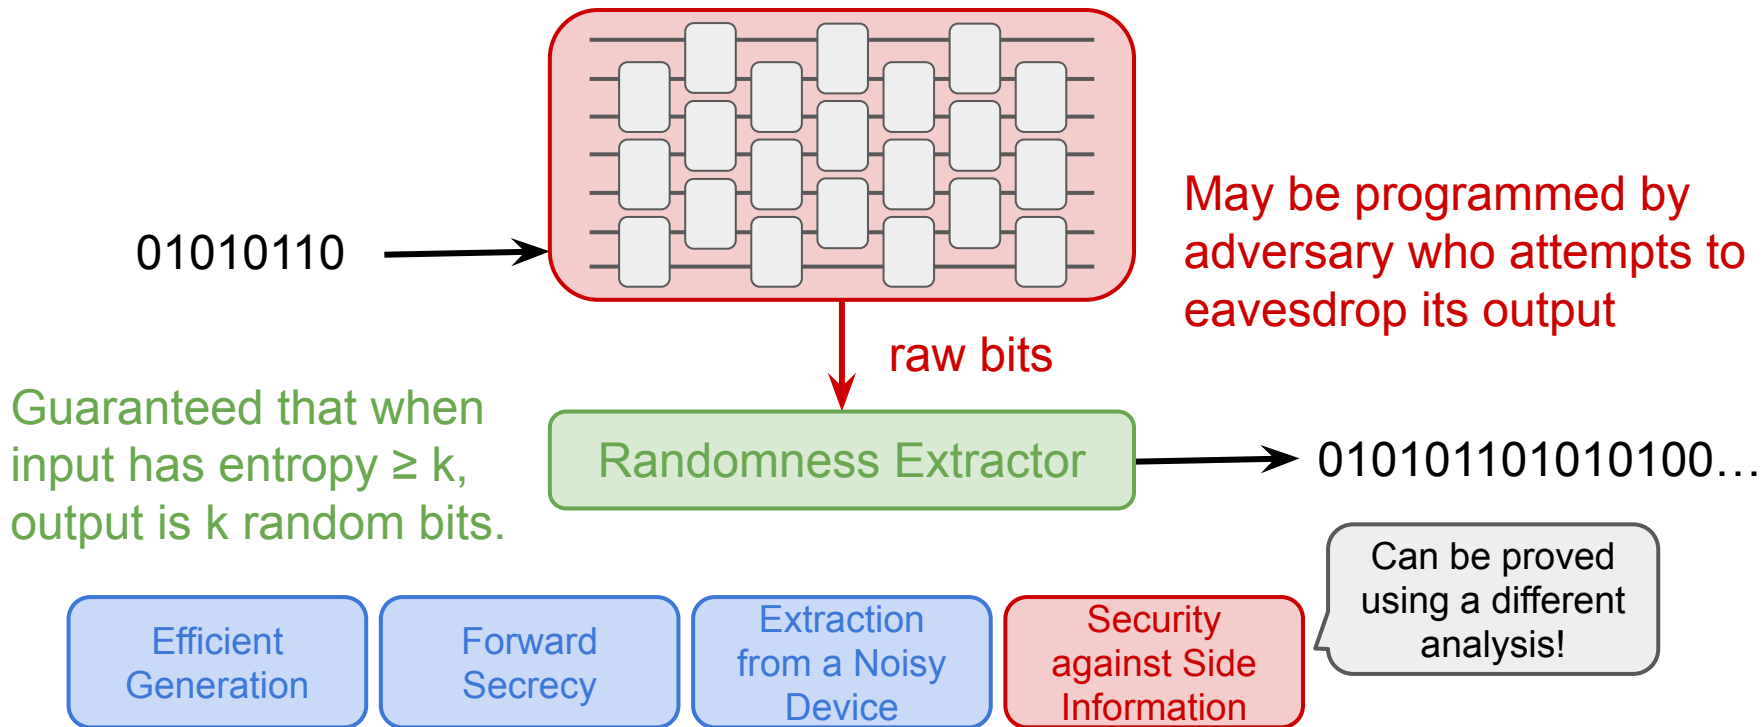 01010110
May be programmed by
adversary who attempts to
eavesdrop its output
raw bits
Guaranteed that when
input has entropy ≥ k,
output is k random bits.
Randomness Extractor
010101101010100…
Can be proved
using a different
analysis!
Efficient
Generation
Forward
Secrecy
Extraction
from a Noisy
Device
Security
against Side
Information